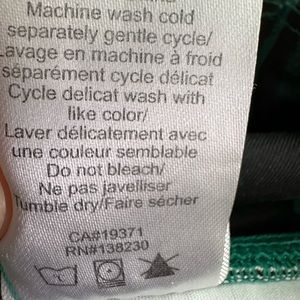 Machine wash cold
separately gentle cycle/
Lavage en machine à froid
séparément cycle délicat
Cycle delicat wash with
like color/
Laver délicatement avec
une couleur semblable
Do not bleach/
Ne pas javelliser
Tumble dry/Faire sécher
CA#19371
RN#138230